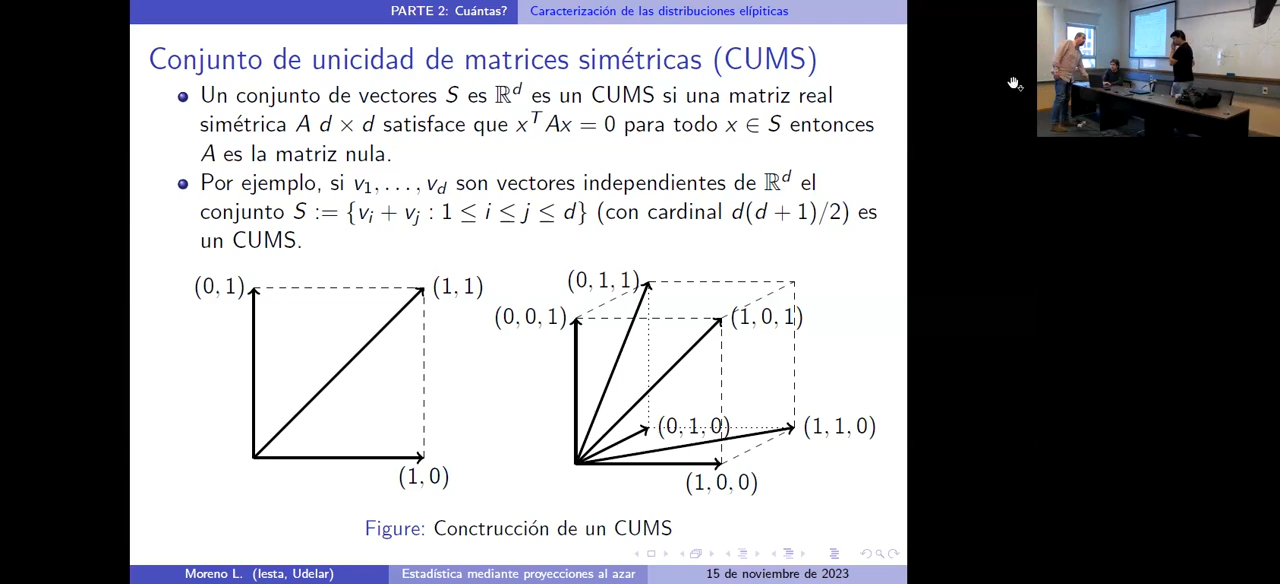 PARTE 2: Cuántas? Caracterización de las distribuciones elípiticas
Conjunto de unicidad de matrices simétricas (CUMS)
Un conjunto de vectores S es ℝ^d es un CUMS si una matriz real
simétrica A d × d satisface que x^T Ax = 0 para todo x ∈ S entonces
A es la matriz nula.
Por ejemplo, si v_1, . . . , v_d son vectores independientes de ℝ^d el
conjunto S := {v_i + v_j : 1 ≤ i ≤ j ≤ d} (con cardinal d(d + 1)/2) es
un CUMS.
(0, 1)
(1, 1)
(1, 0)
(0, 1, 1)
(0, 0, 1)
(1, 0, 1)
(0, 1, 0)
(1, 1, 0)
(1, 0, 0)
Figure: Conctrucción de un CUMS
Moreno L. (Iesta, Udelar) Estadística mediante proyecciones al azar 15 de noviembre de 2023